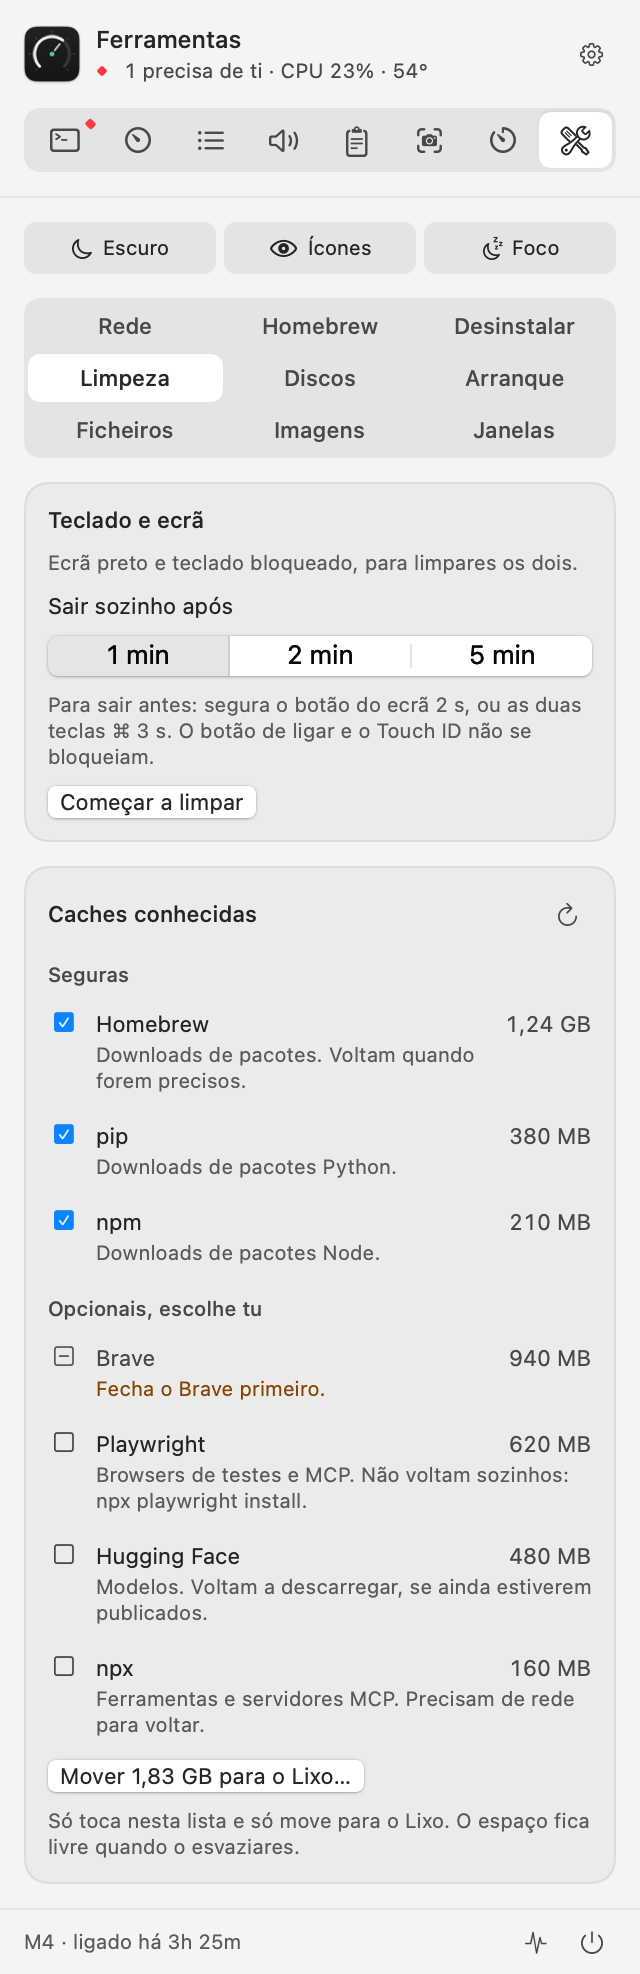 Ferramentas
1 precisa de ti · CPU 23% · 54°
Escuro
Ícones
Foco
Rede
Homebrew
Desinstalar
Limpeza
Discos
Arranque
Ficheiros
Imagens
Janelas
Teclado e ecrã
Ecrã preto e teclado bloqueado, para limpares os dois.
Sair sozinho após
1 min
2 min
5 min
Para sair antes: segura o botão do ecrã 2 s, ou as duas
teclas ⌘ 3 s. O botão de ligar e o Touch ID não se
bloqueiam.
Começar a limpar
Caches conhecidas
Seguras
Homebrew 1,24 GB
Downloads de pacotes. Voltam quando
forem precisos.
pip 380 MB
Downloads de pacotes Python.
npm 210 MB
Downloads de pacotes Node.
Opcionais, escolhe tu
Brave 940 MB
Fecha o Brave primeiro.
Playwright 620 MB
Browsers de testes e MCP. Não voltam sozinhos:
npx playwright install.
Hugging Face 480 MB
Modelos. Voltam a descarregar, se ainda estiverem
publicados.
npx 160 MB
Ferramentas e servidores MCP. Precisam de rede
para voltar.
Mover 1,83 GB para o Lixo...
Só toca nesta lista e só move para o Lixo. O espaço fica
livre quando o esvaziares.
M4 · ligado há 3h 25m